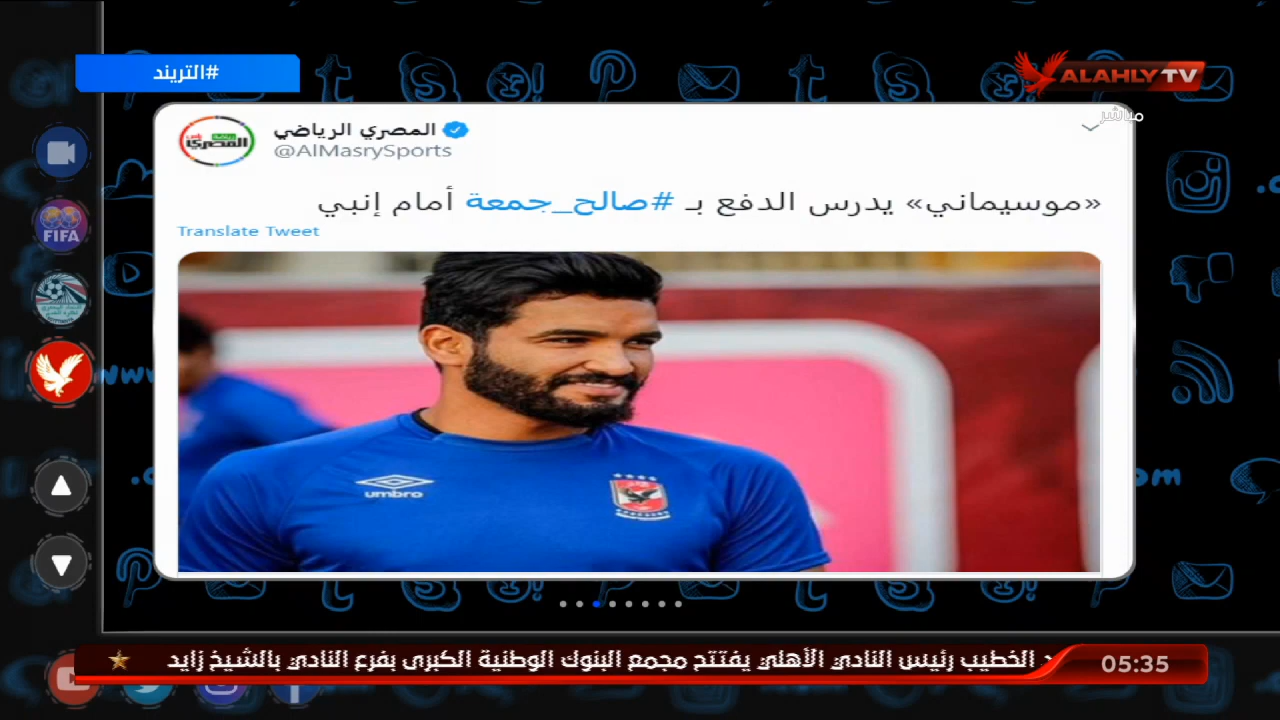 #التريند
ALAHLY TV
مباشر
المصري الرياضي
@AlMasrySports
«موسيماني» يدرس الدفع بـ #صالح_جمعة أمام إنبي
Translate Tweet
FIFA
umbro
د الخطيب رئيس النادي الأهلي يفتتح مجمع البنوك الوطنية الكبرى بفرع النادي بالشيخ زايد
05:35